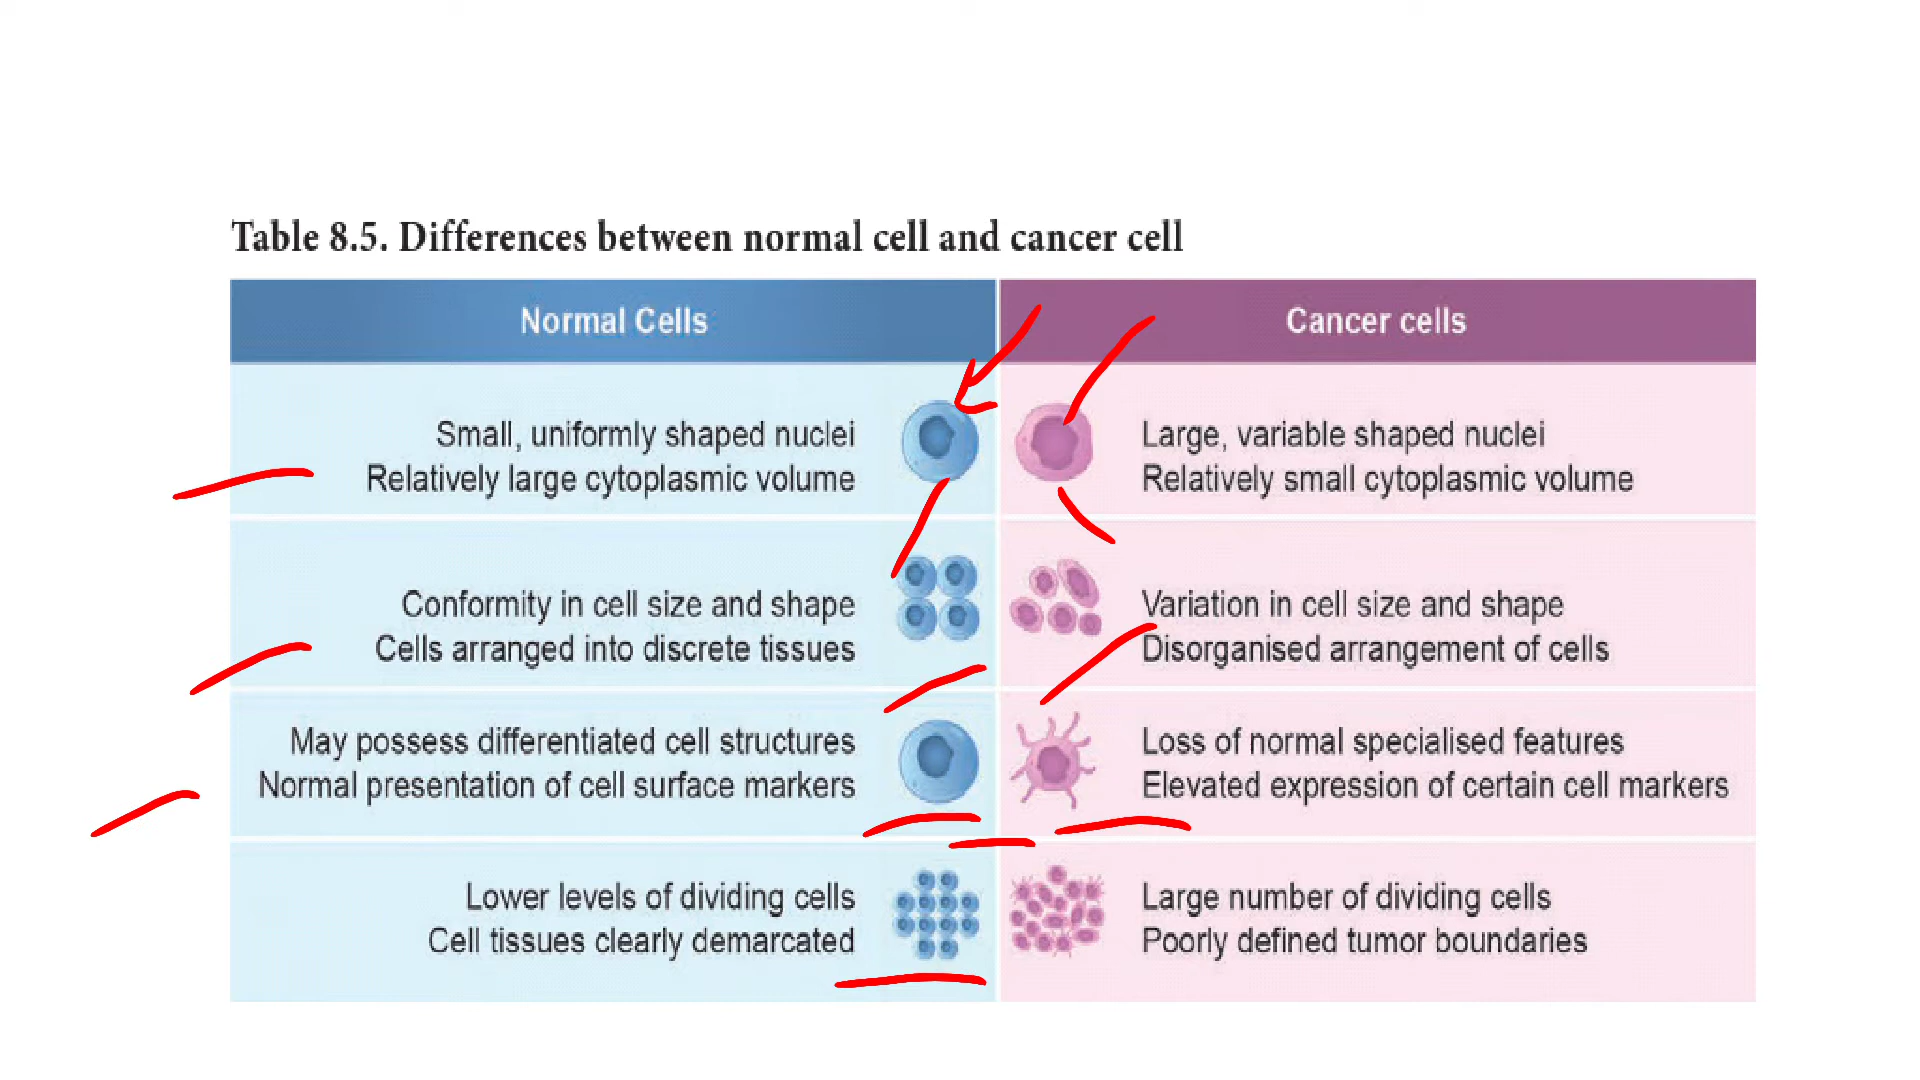 Table 8.5. Differences between normal cell and cancer cell
Normal Cells
Cancer cells
Small, uniformly shaped nuclei
Relatively large cytoplasmic volume
Large, variable shaped nuclei
Relatively small cytoplasmic volume
Conformity in cell size and shape
Cells arranged into discrete tissues
Variation in cell size and shape
Disorganised arrangement of cells
May possess differentiated cell structures
Normal presentation of cell surface markers
Loss of normal specialised features
Elevated expression of certain cell markers
Lower levels of dividing cells
Cell tissues clearly demarcated
Large number of dividing cells
Poorly defined tumor boundaries